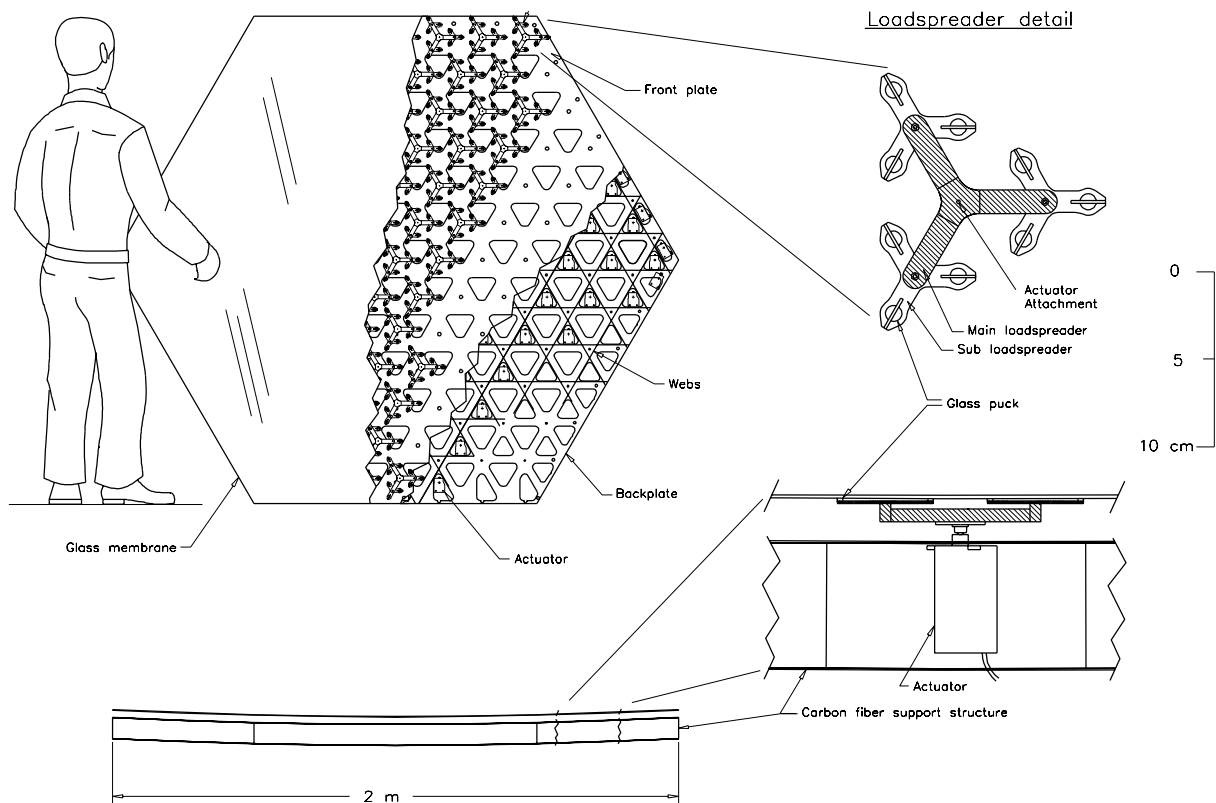 Loadspreader detail
Front plate
Actuator
Attachment
Main loadspreader
Sub loadspreader
0
5
10 cm
Webs
Glass puck
Backplate
Glass membrane
Actuator
Actuator
Carbon fiber support structure
2 m